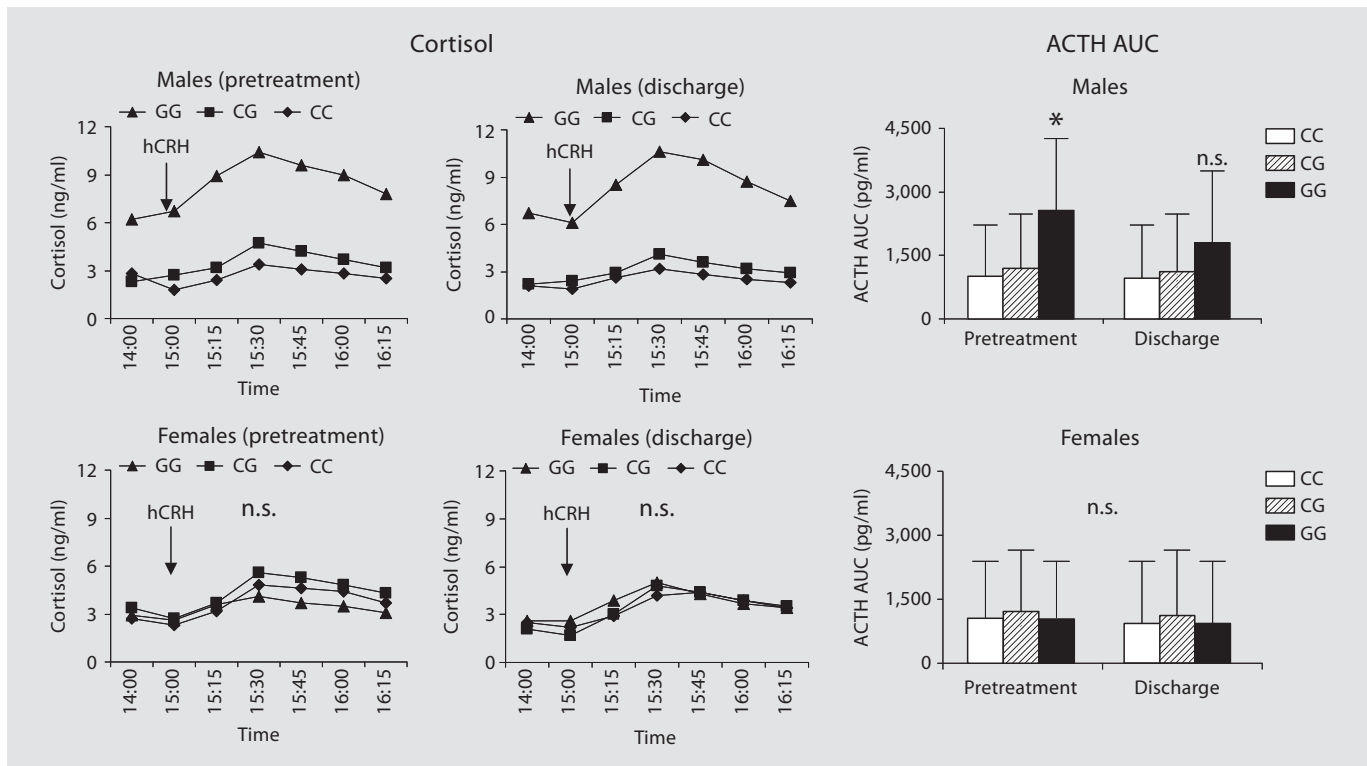 Cortisol
ACTH AUC
Males (pretreatment)
GG CG CC
12
9
6
3
0
Cortisol (ng/ml)
hCRH
14:00
15:00
15:15
15:30
15:45
16:00
16:15
Time
Males (discharge)
GG CG CC
12
9
6
3
0
Cortisol (ng/ml)
hCRH
14:00
15:00
15:15
15:30
15:45
16:00
16:15
Time
Males
4,500
3,000
1,500
0
ACTH AUC (pg/ml)
*
n.s.
Pretreatment Discharge
CC
CG
GG
Females (pretreatment)
GG CG CC
12
9
6
3
0
Cortisol (ng/ml)
hCRH
n.s.
14:00
15:00
15:15
15:30
15:45
16:00
16:15
Time
Females (discharge)
GG CG CC
12
9
6
3
0
Cortisol (ng/ml)
hCRH
n.s.
14:00
15:00
15:15
15:30
15:45
16:00
16:15
Time
Females
4,500
3,000
1,500
0
ACTH AUC (pg/ml)
n.s.
Pretreatment Discharge
CC
CG
GG